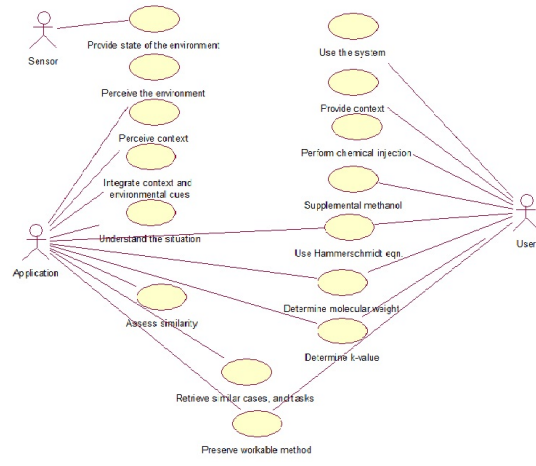 Sensor
Provide state of the environment
Use the system
Perceive the environment
Provide context
Perceive context
Perform chemical injection
Integrate context and
environmental cues
Supplemental methanol
Understand the situation
Use Hammerschmidt eqn.
User
Application
Determine molecular weight
Assess similarity
Determine k-value
Retrieve similar cases, and tasks
Preserve workable method